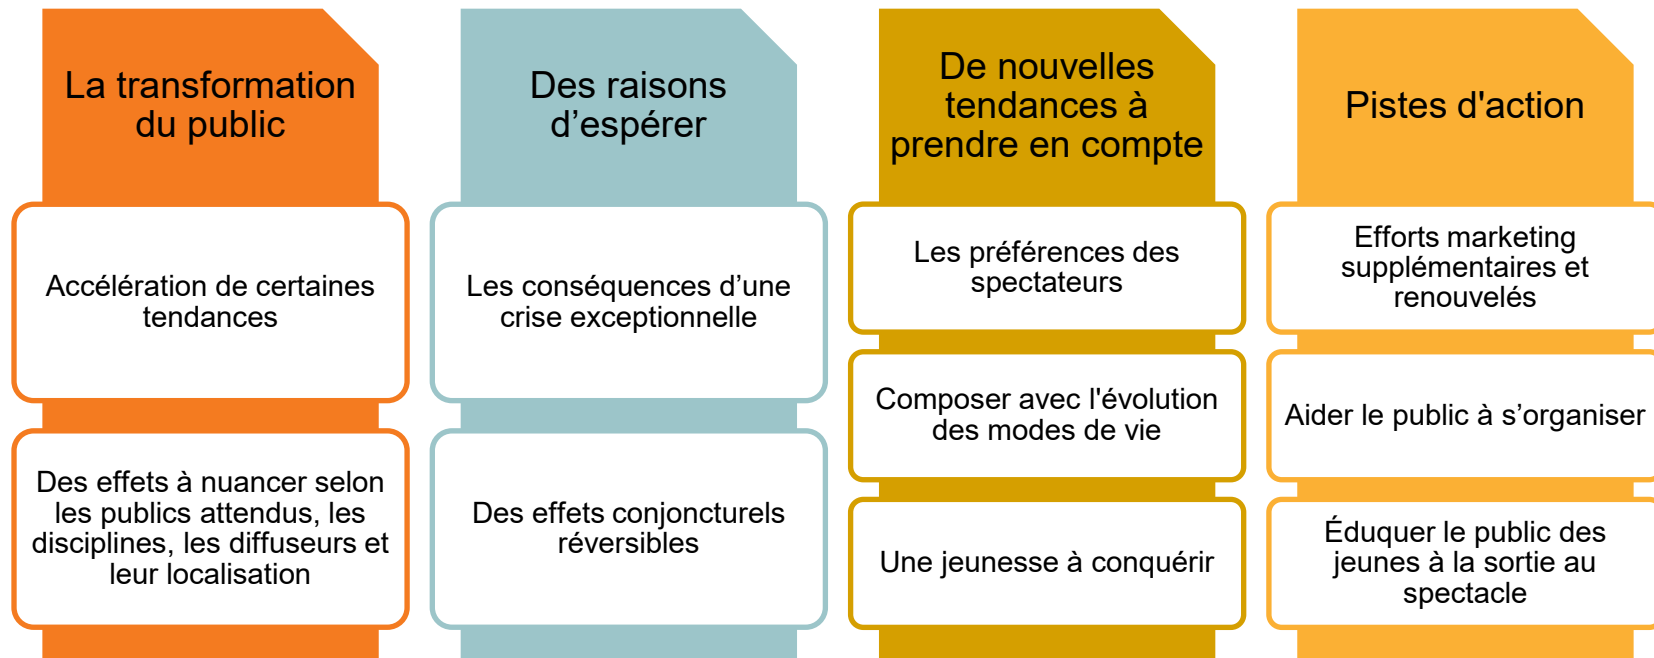 La transformation
du public
Accélération de certaines
tendances
Des effets à nuancer selon
les publics attendus, les
disciplines, les diffuseurs et
leur localisation
Des raisons
d’espérer
Les conséquences d’une
crise exceptionnelle
Des effets conjoncturels
réversibles
De nouvelles
tendances à
prendre en compte
Les préférences des
spectateurs
Composer avec l'évolution
des modes de vie
Une jeunesse à conquérir
Pistes d'action
Efforts marketing
supplémentaires et
renouvelés
Aider le public à s’organiser
Éduquer le public des
jeunes à la sortie au
spectacle